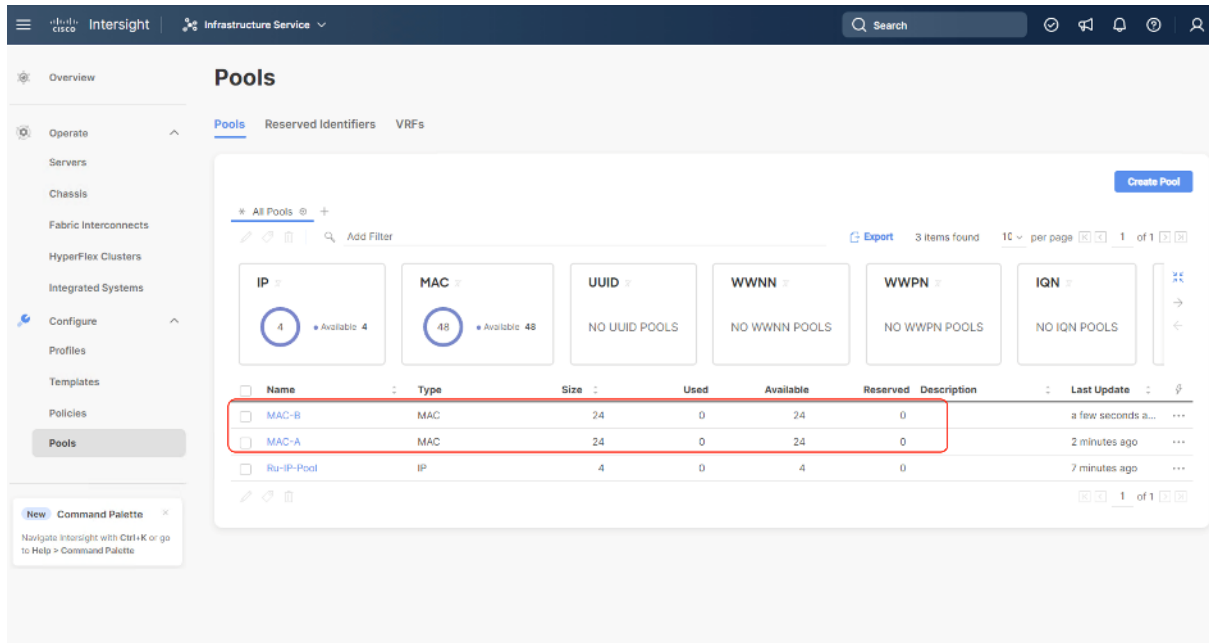 cisco Intersight Infrastructure Service Search
Overview
Operate
Servers
Chassis
Fabric Interconnects
HyperFlex Clusters
Integrated Systems
Configure
Profiles
Templates
Policies
Pools
New Command Palette
Navigate Intersight with Ctrl+K or go
to Help > Command Palette
Pools
Pools Reserved Identifiers VRFs
Create Pool
All Pools
Add Filter Export 3 items found 10 per page 1 of 1
IP
4 Available 4
MAC
48 Available 48
UUID
NO UUID POOLS
WWNN
NO WWNN POOLS
WWPN
NO WWPN POOLS
IQN
NO IQN POOLS
Name Type Size Used Available Reserved Description Last Update
MAC-B MAC 24 0 24 0 a few seconds a...
MAC-A MAC 24 0 24 0 2 minutes ago
Ru-IP-Pool IP 4 0 4 0 7 minutes ago
1 of 1